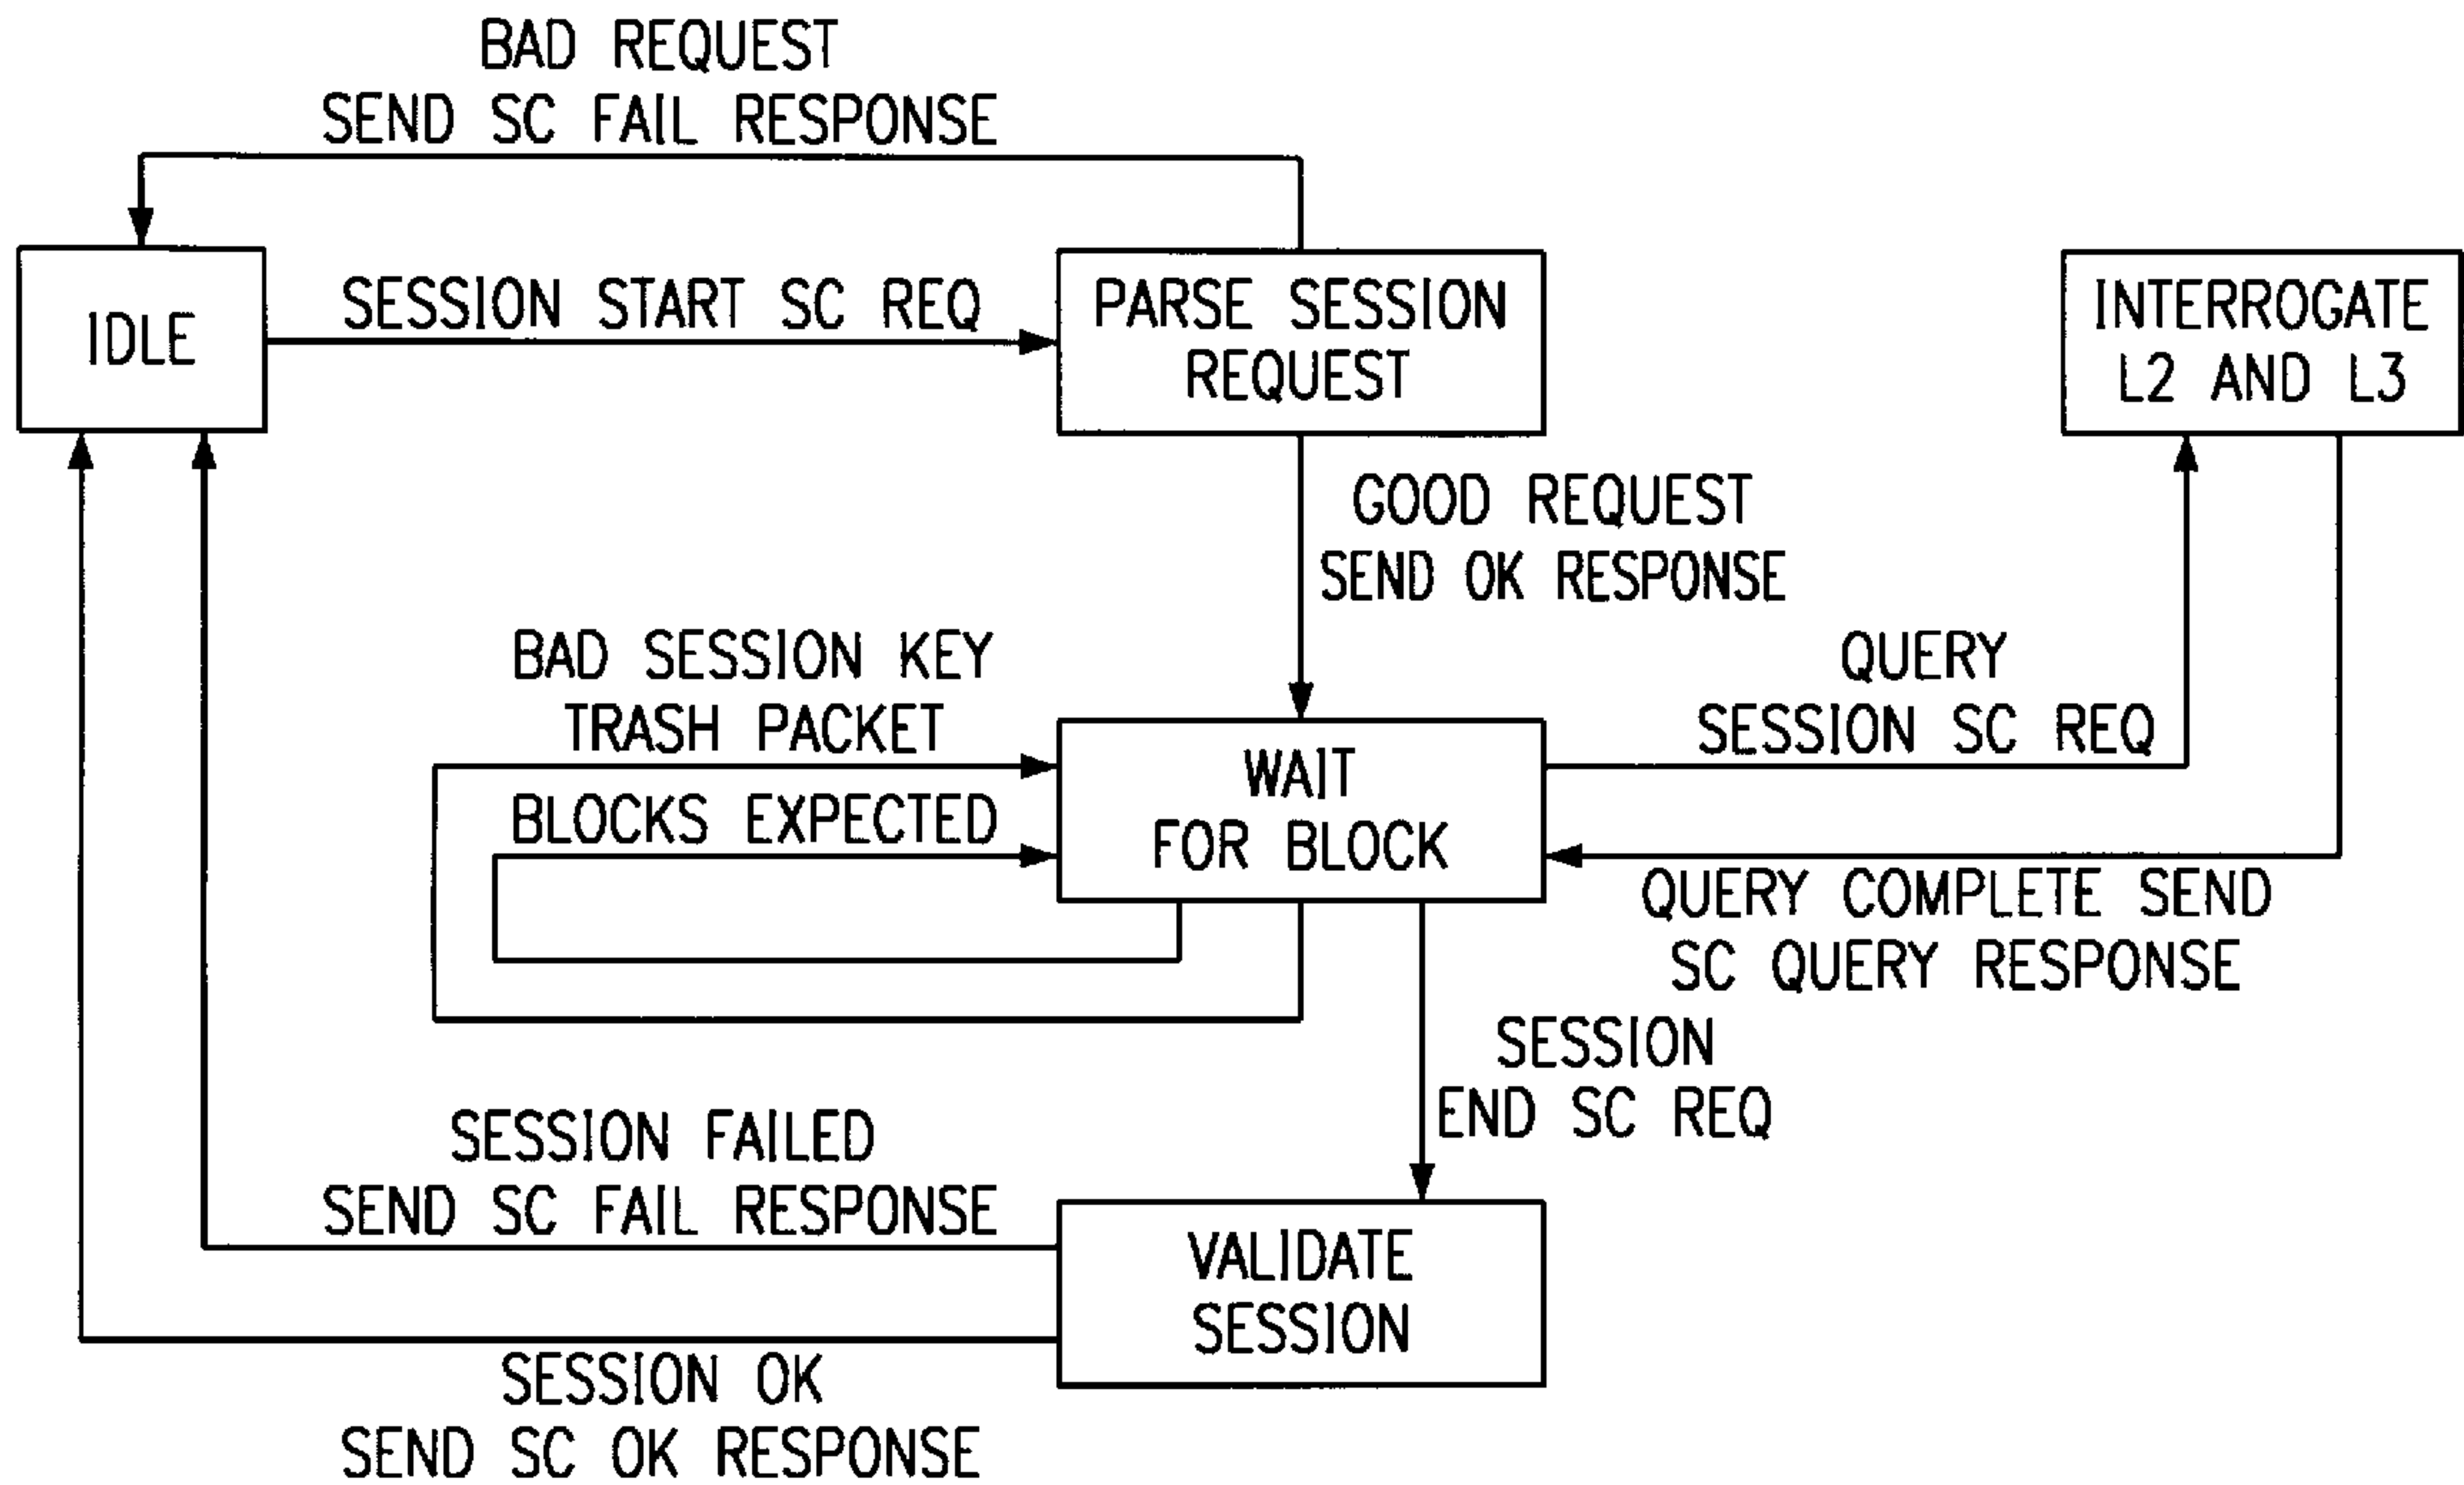 BAD REQUEST
SEND SC FAIL RESPONSE
IDLE
SESSION START SC REQ
PARSE SESSION
REQUEST
INTERROGATE
L2 AND L3
GOOD REQUEST
SEND OK RESPONSE
BAD SESSION KEY
TRASH PACKET
BLOCKS EXPECTED
WAIT
FOR BLOCK
QUERY
SESSION SC REQ
QUERY COMPLETE SEND
SC QUERY RESPONSE
SESSION
END SC REQ
SESSION FAILED
SEND SC FAIL RESPONSE
VALIDATE
SESSION
SESSION OK
SEND SC OK RESPONSE